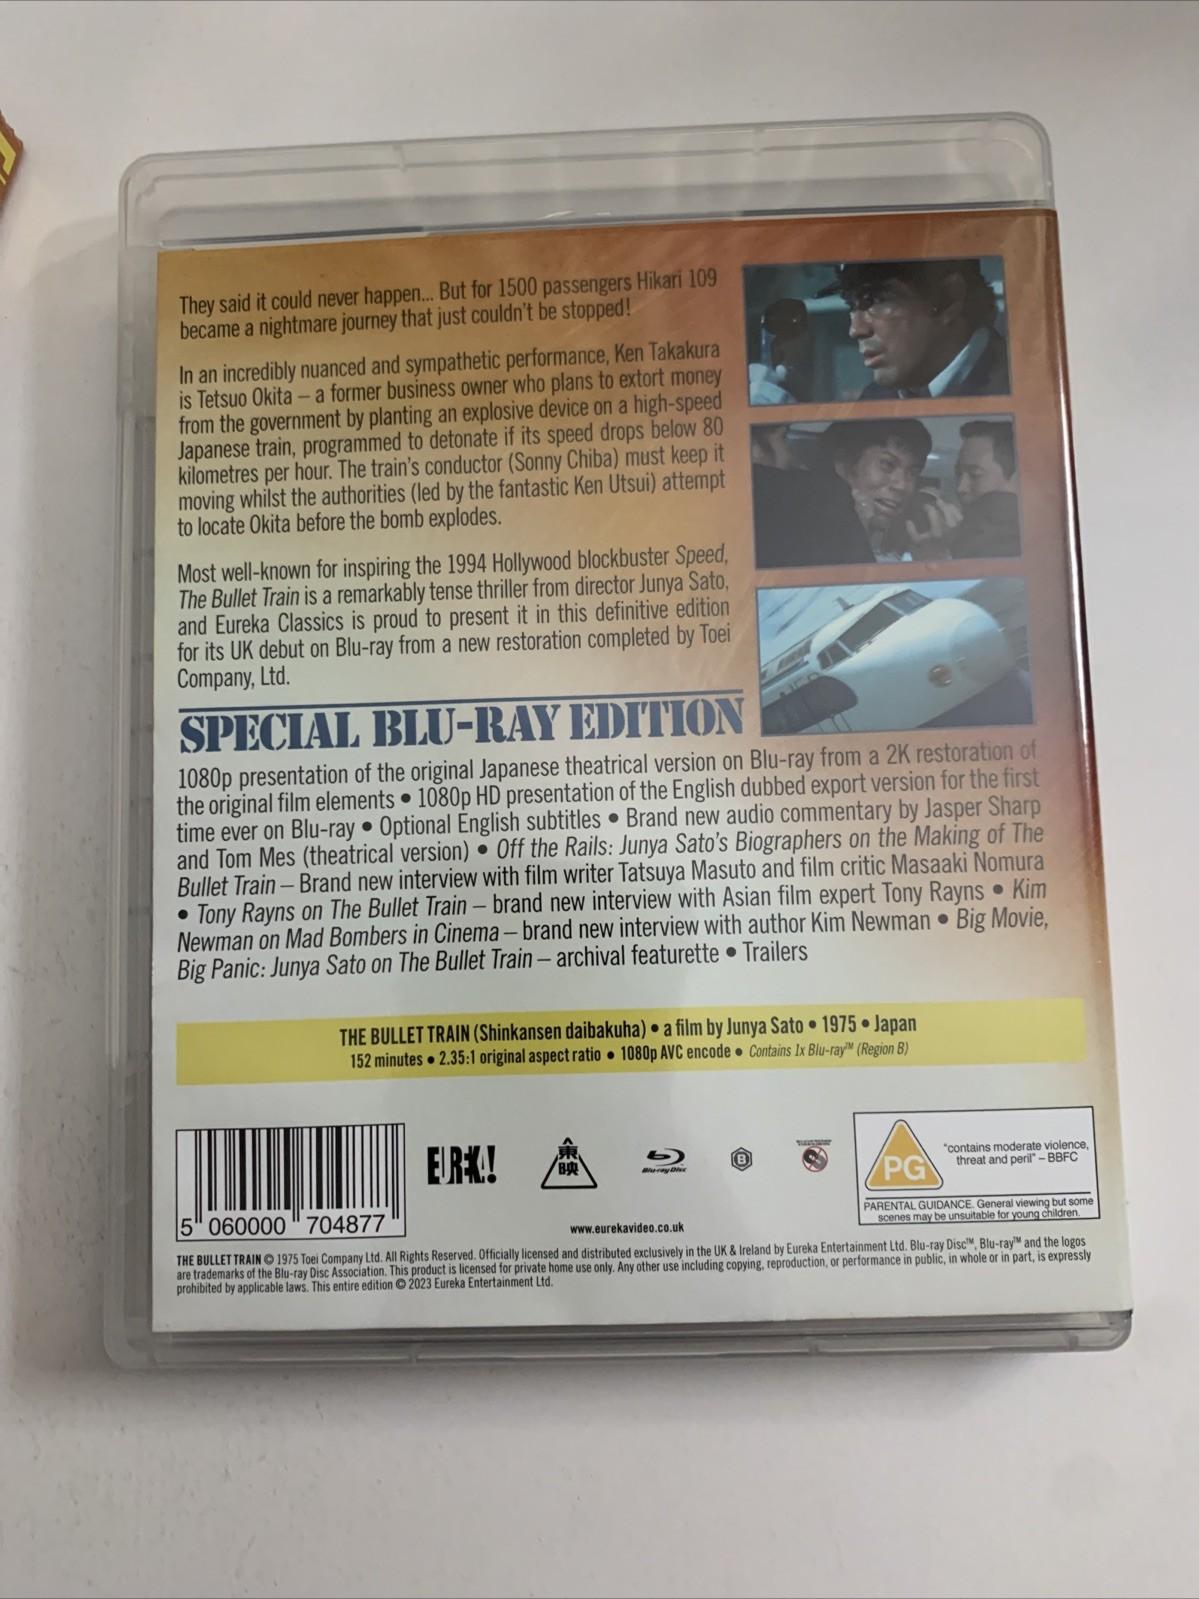 They said it could never happen... But for 1500 passengers Hikari 109
became a nightmare journey that just couldn't be stopped!
In an incredibly nuanced and sympathetic performance, Ken Takakura
is Tetsuo Okita – a former business owner who plans to extort money
from the government by planting an explosive device on a high-speed
Japanese train, programmed to detonate if its speed drops below 80
kilometres per hour. The train's conductor (Sonny Chiba) must keep it
moving whilst the authorities (led by the fantastic Ken Utsui) attempt
to locate Okita before the bomb explodes.
Most well-known for inspiring the 1994 Hollywood blockbuster Speed,
The Bullet Train is a remarkably tense thriller from director Junya Sato,
and Eureka Classics is proud to present it in this definitive edition
for its UK debut on Blu-ray from a new restoration completed by Toei
Company, Ltd.
SPECIAL BLU-RAY EDITION
1080p presentation of the original Japanese theatrical version on Blu-ray from a 2K restoration of
the original film elements • 1080p HD presentation of the English dubbed export version for the first
time ever on Blu-ray • Optional English subtitles • Brand new audio commentary by Jasper Sharp
and Tom Mes (theatrical version) • Off the Rails: Junya Sato's Biographers on the Making of The
Bullet Train – Brand new interview with film writer Tatsuya Masuto and film critic Masaaki Nomura
• Tony Rayns on The Bullet Train – brand new interview with Asian film expert Tony Rayns • Kim
Newman on Mad Bombers in Cinema – brand new interview with author Kim Newman • Big Movie,
Big Panic: Junya Sato on The Bullet Train – archival featurette • Trailers
THE BULLET TRAIN (Shinkansen daibakuha) • a film by Junya Sato • 1975 • Japan
152 minutes • 2.35:1 original aspect ratio • 1080p AVC encode • Contains 1x Blu-ray™ (Region B)
5 060000 704877
EUREKA!
東映
Blu-ray Disc
B
www.eurekavideo.co.uk
PG
"contains moderate violence,
threat and peril" – BBFC
PARENTAL GUIDANCE. General viewing but some
scenes may be unsuitable for young children.
THE BULLET TRAIN © 1975 Toei Company Ltd. All Rights Reserved. Officially licensed and distributed exclusively in the UK & Ireland by Eureka Entertainment Ltd. Blu-ray Disc™, Blu-ray™ and the logos
are trademarks of the Blu-ray Disc Association. This product is licensed for private home use only. Any other use including copying, reproduction, or performance in public, in whole or in part, is expressly
prohibited by applicable laws. This entire edition © 2023 Eureka Entertainment Ltd.